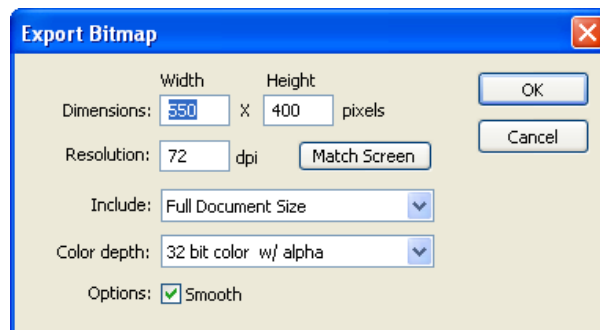 Export Bitmap
Width Height
Dimensions: 550 X 400 pixels
OK
Cancel
Resolution: 72 dpi Match Screen
Include: Full Document Size
Color depth: 32 bit color w/ alpha
Options: Smooth